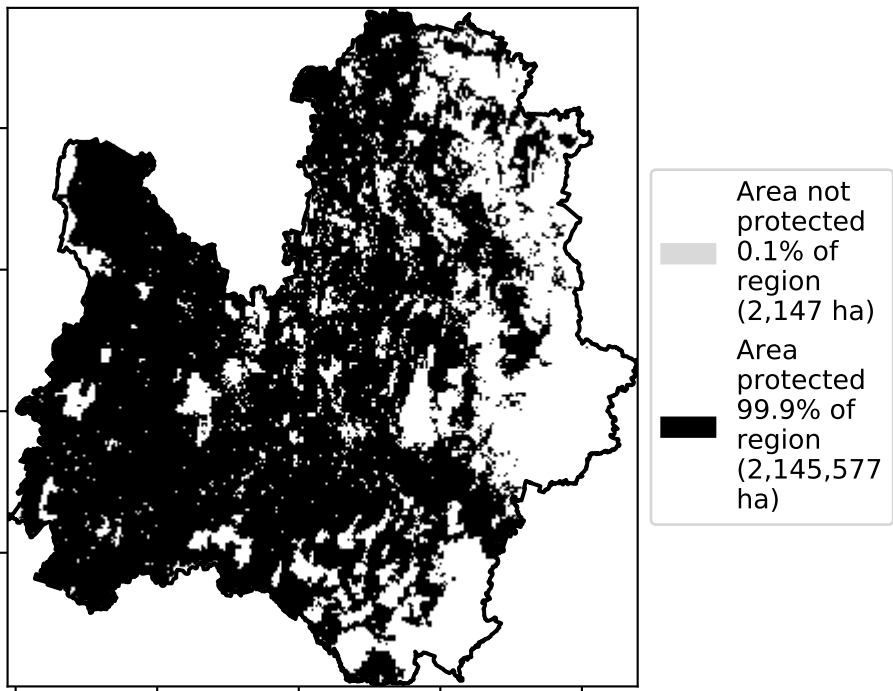 Area not
protected
0.1% of
region
(2,147 ha)
Area
protected
99.9% of
region
(2,145,577
ha)